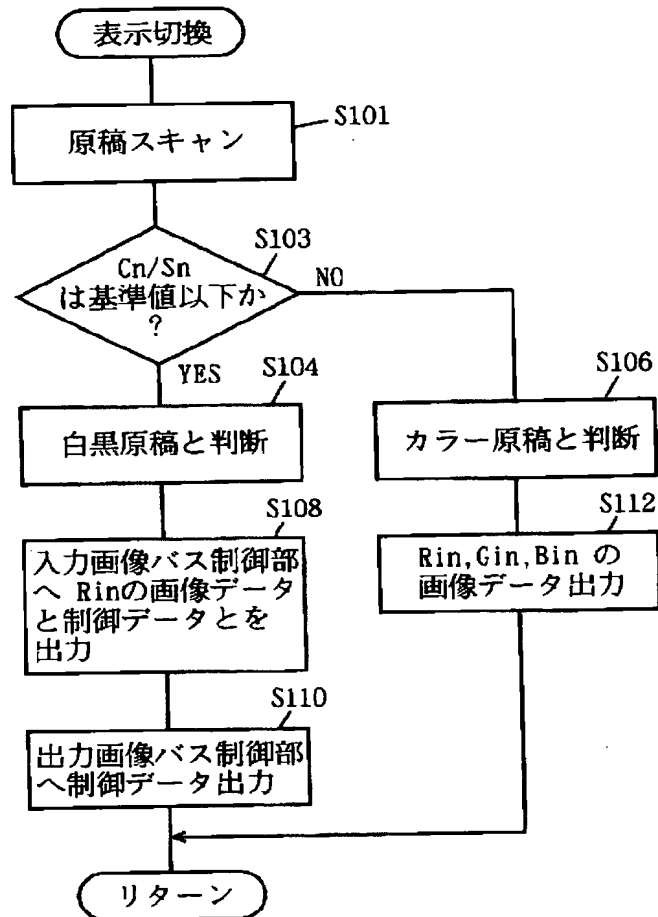 表示切換
原稿スキャン
S101
Cn/Sn
は基準値以下か
?
S103
NO
YES
S104
白黒原稿と判断
S106
カラー原稿と判断
S108
入力画像バス制御部
へ Rinの画像データ
と制御データとを
出力
S112
Rin,Gin,Bin の
画像データ出力
S110
出力画像バス制御部
へ制御データ出力
リターン